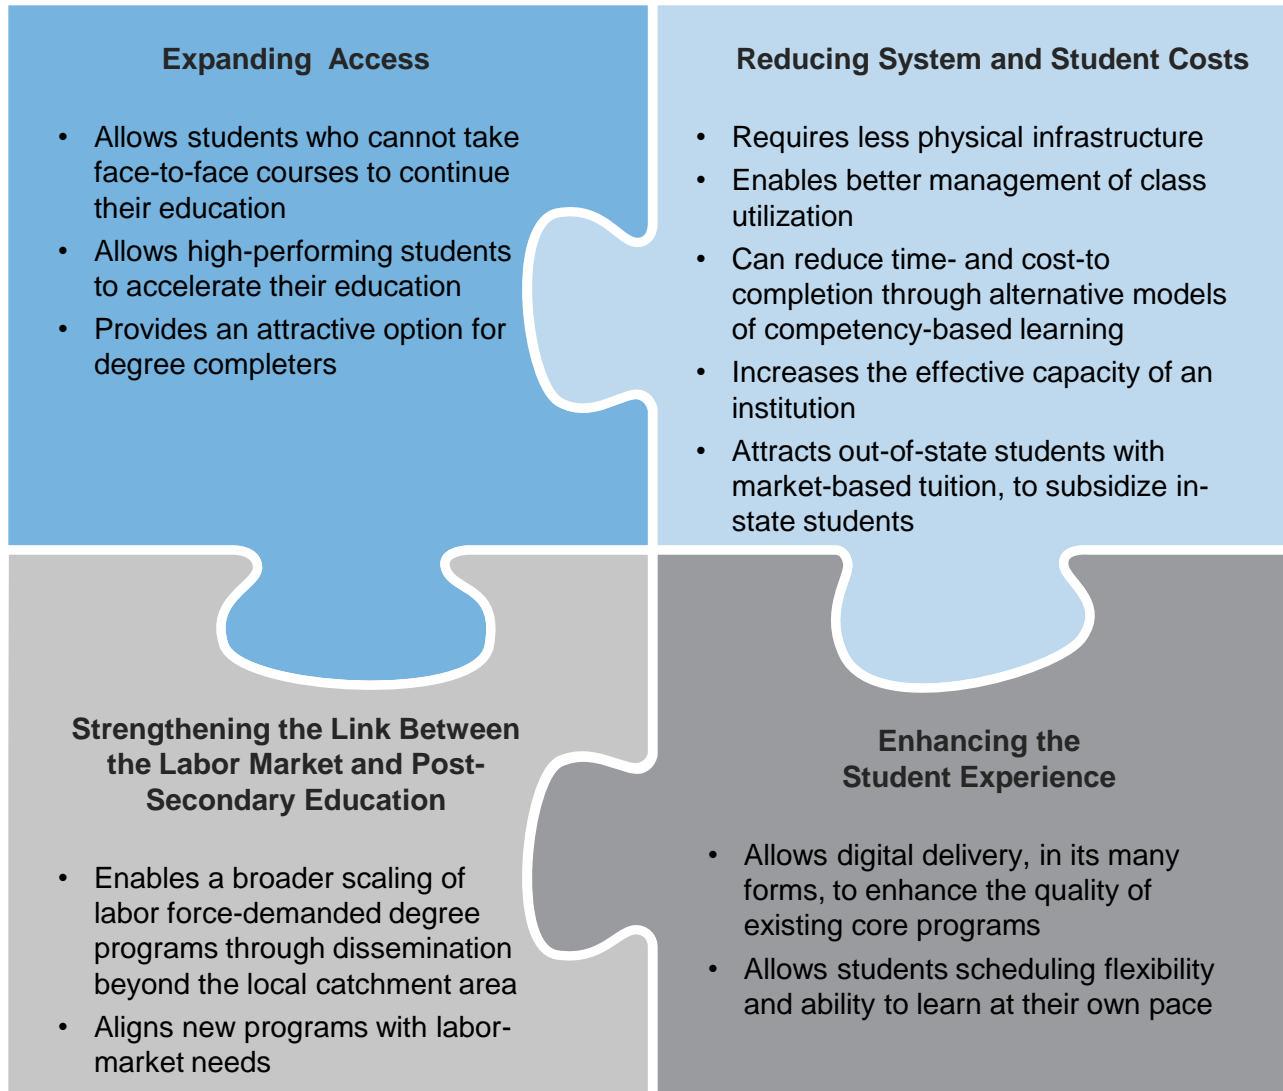 Expanding Access
• Allows students who cannot take
face-to-face courses to continue
their education
• Allows high-performing students
to accelerate their education
• Provides an attractive option for
degree completers
Reducing System and Student Costs
• Requires less physical infrastructure
• Enables better management of class
utilization
• Can reduce time- and cost-to
completion through alternative models
of competency-based learning
• Increases the effective capacity of an
institution
• Attracts out-of-state students with
market-based tuition, to subsidize in-
state students
Strengthening the Link Between
the Labor Market and Post-
Secondary Education
• Enables a broader scaling of
labor force-demanded degree
programs through dissemination
beyond the local catchment area
• Aligns new programs with labor-
market needs
Enhancing the
Student Experience
• Allows digital delivery, in its many
forms, to enhance the quality of
existing core programs
• Allows students scheduling flexibility
and ability to learn at their own pace